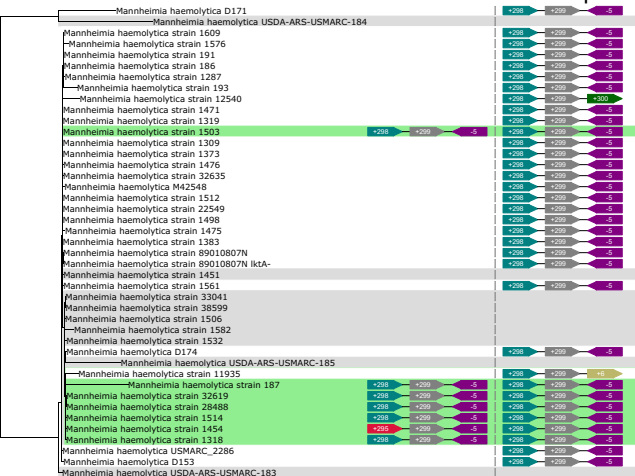 Mannheimia haemolytica D171 +298 +299 -5
Mannheimia haemolytica USDA-ARS-USMARC-184
Mannheimia haemolytica strain 1609 +298 +299 -5
Mannheimia haemolytica strain 1576 +298 +299 -5
Mannheimia haemolytica strain 191 +298 +299 -5
Mannheimia haemolytica strain 186 +298 +299 -5
Mannheimia haemolytica strain 1287 +298 +299 -5
Mannheimia haemolytica strain 193 +298 +299 -5
Mannheimia haemolytica strain 12540 +298 +299 +300
Mannheimia haemolytica strain 1471 +298 +299 -5
Mannheimia haemolytica strain 1319 +298 +299 -5
Mannheimia haemolytica strain 1503 +298 +299 -5 +298 +299 -5
Mannheimia haemolytica strain 1309 +298 +299 -5
Mannheimia haemolytica strain 1373 +298 +299 -5
Mannheimia haemolytica strain 1476 +298 +299 -5
Mannheimia haemolytica strain 32635 +298 +299 -5
Mannheimia haemolytica M42548 +298 +299 -5
Mannheimia haemolytica strain 1512 +298 +299 -5
Mannheimia haemolytica strain 22549 +298 +299 -5
Mannheimia haemolytica strain 1498 +298 +299 -5
Mannheimia haemolytica strain 1475 +298 +299 -5
Mannheimia haemolytica strain 1383 +298 +299 -5
Mannheimia haemolytica strain 89010807N +298 +299 -5
Mannheimia haemolytica strain 89010807N lktA- +298 +299 -5
Mannheimia haemolytica strain 1451
Mannheimia haemolytica strain 1561 +298 +299 -5
Mannheimia haemolytica strain 33041
Mannheimia haemolytica strain 38599
Mannheimia haemolytica strain 1506
Mannheimia haemolytica strain 1582
Mannheimia haemolytica strain 1532
Mannheimia haemolytica D174 +298 +299 -5
Mannheimia haemolytica USDA-ARS-USMARC-185
Mannheimia haemolytica strain 11935 +298 +299 +6
Mannheimia haemolytica strain 187 +298 +299 -5 +298 +299 -5
Mannheimia haemolytica strain 32619 +298 +299 -5 +298 +299 -5
Mannheimia haemolytica strain 28488 +298 +299 -5 +298 +299 -5
Mannheimia haemolytica strain 1514 +298 +299 -5 +298 +299 -5
Mannheimia haemolytica strain 1454 +295 +299 -5 +298 +299 -5
Mannheimia haemolytica strain 1318 +298 +299 -5 +298 +299 -5
Mannheimia haemolytica USMARC_2286 +298 +299 -5
Mannheimia haemolytica D153 +298 +299 -5
Mannheimia haemolytica USDA-ARS-USMARC-183